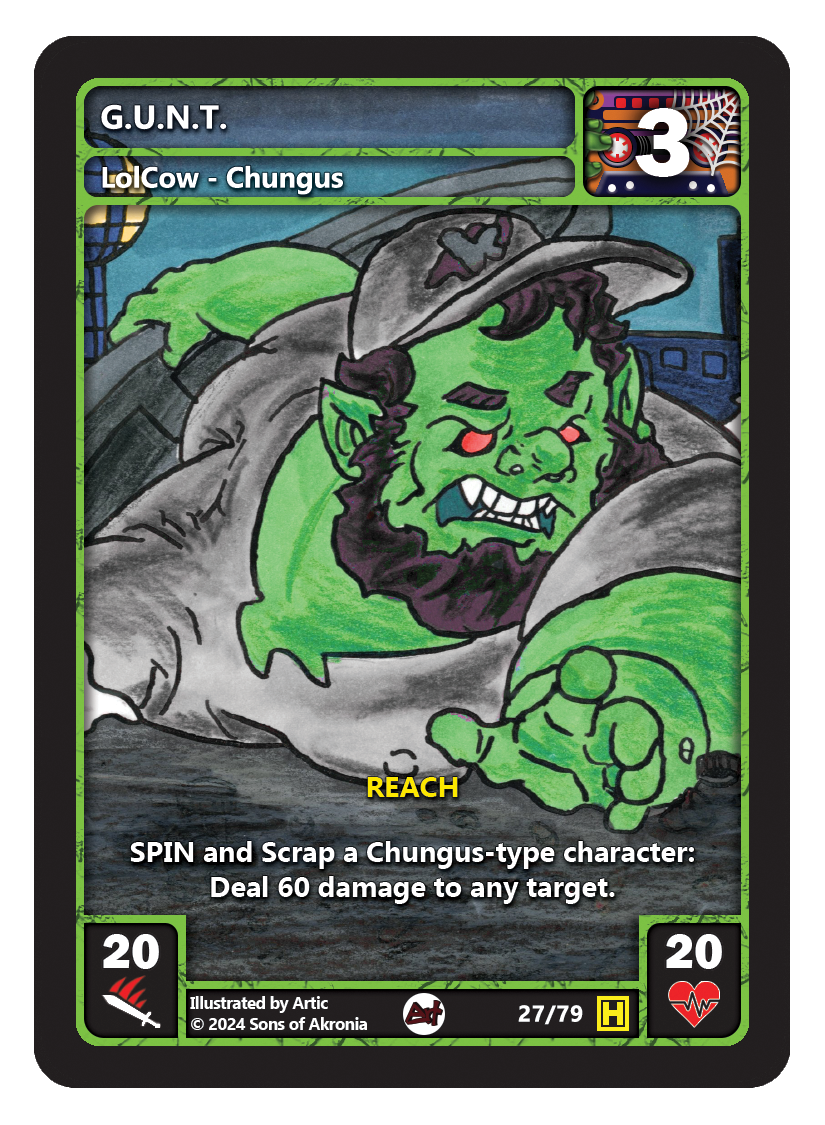 G.U.N.T.
3
LolCow - Chungus
REACH
SPIN and Scrap a Chungus-type character:
Deal 60 damage to any target.
20
20
Illustrated by Artic
© 2024 Sons of Akronia
Art
27/79
H